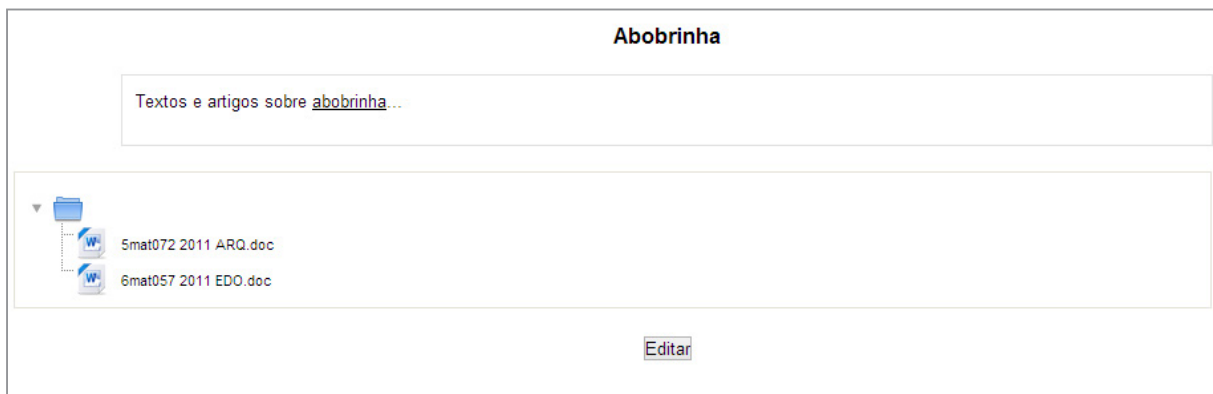 Abobrinha
Textos e artigos sobre abobrinha...
5mat072 2011 ARQ.doc
6mat057 2011 EDO.doc
Editar